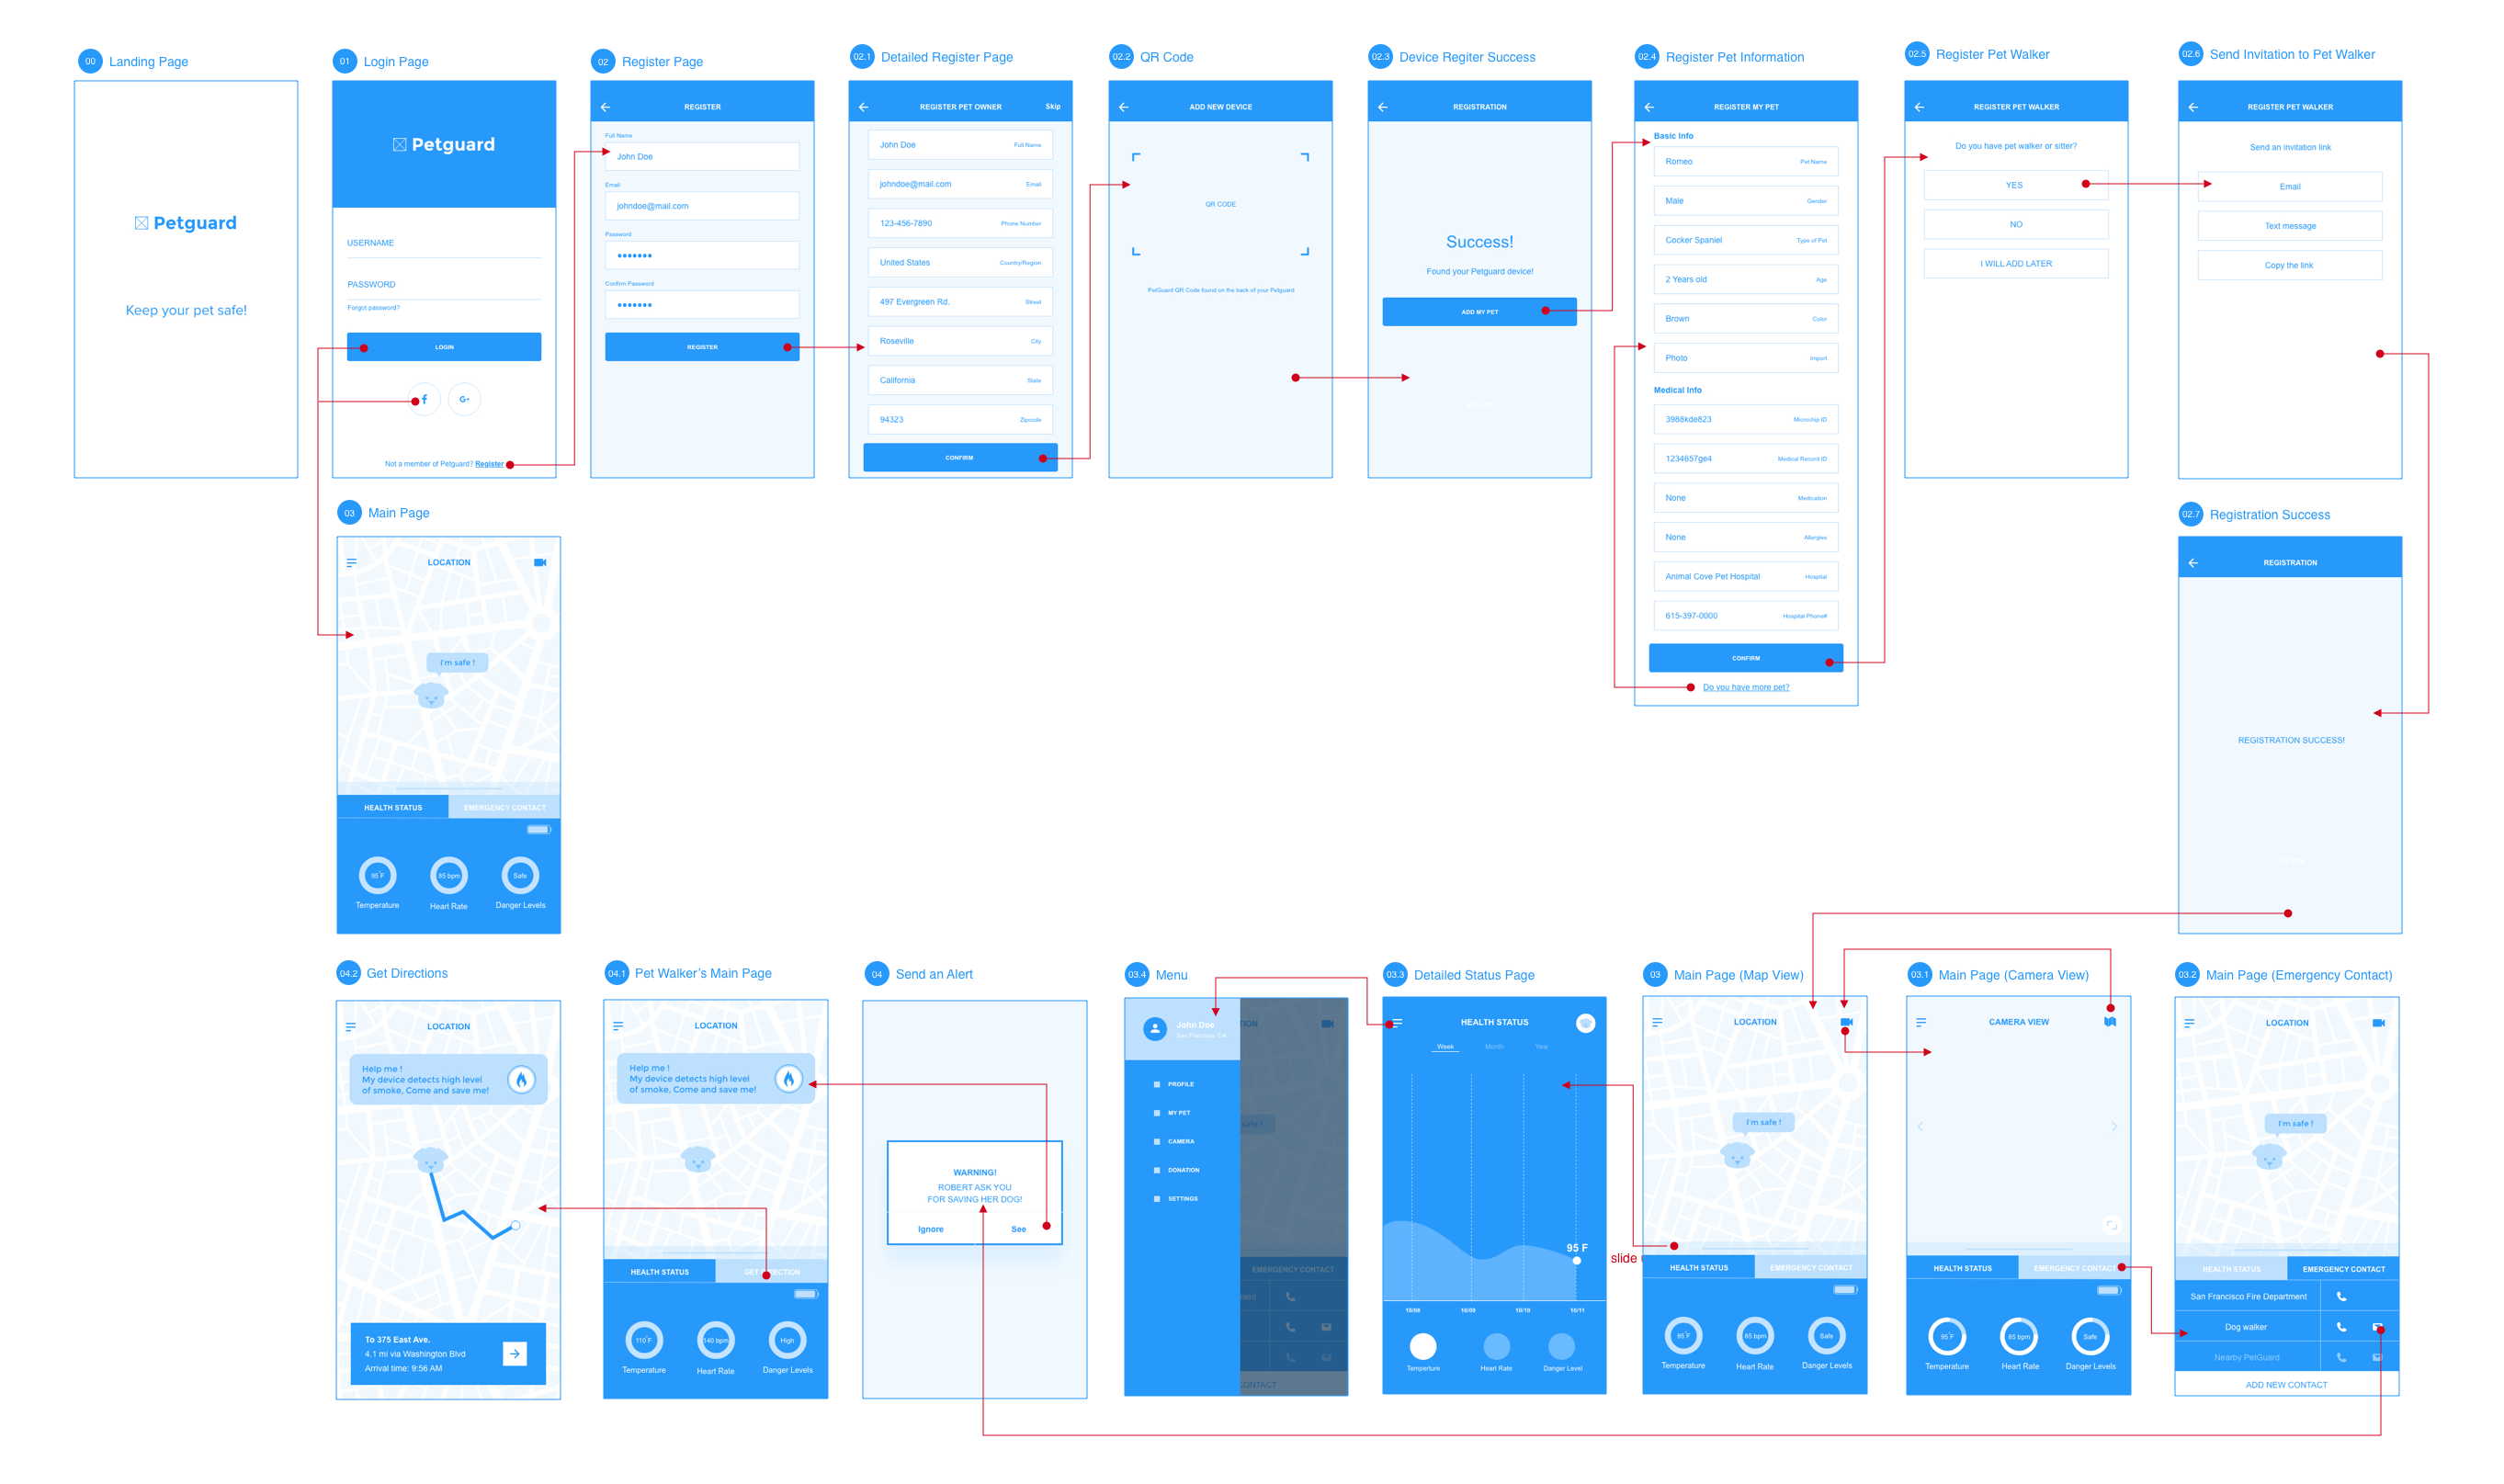 00 Landing Page
Petguard
Keep your pet safe!
01 Login Page
Petguard
USERNAME
PASSWORD
Forgot password?
LOGIN
f
G+
Not a member of Petguard? Register
02 Register Page
REGISTER
Full Name
John Doe
Email
johndoe@mail.com
Password
Confirm Password
REGISTER
02.1 Detailed Register Page
REGISTER PET OWNER Skip
John Doe Full Name
johndoe@mail.com Email
123-456-7890 Phone Number
United States Country/Region
497 Evergreen Rd. Street
Roseville City
California State
94323 Zipcode
CONFIRM
02.2 QR Code
ADD NEW DEVICE
QR CODE
PetGuard QR Code found on the back of your Petguard
02.3 Device Regiter Success
REGISTRATION
Success!
Found your Petguard device!
ADD MY PET
02.4 Register Pet Information
REGISTER MY PET
Basic Info
Romeo Pet Name
Male Gender
Cocker Spaniel Type of Pet
2 Years old Age
Brown Color
Photo Import
Medical Info
3988kde823 Microchip ID
1234657ge4 Medical Record ID
None Medication
None Allergies
Animal Cove Pet Hospital Hospital
615-397-0000 Hospital Phone#
CONFIRM
Do you have more pet?
02.5 Register Pet Walker
REGISTER PET WALKER
Do you have pet walker or sitter?
YES
NO
I WILL ADD LATER
02.6 Send Invitation to Pet Walker
REGISTER PET WALKER
Send an invitation link
Email
Text message
Copy the link
02.7 Registration Success
REGISTRATION
REGISTRATION SUCCESS!
03 Main Page
LOCATION
I'm safe !
HEALTH STATUS EMERGENCY CONTACT
95°F 85 bpm Safe
Temperature Heart Rate Danger Levels
04.2 Get Directions
LOCATION
Help me !
My device detects high level
of smoke, Come and save me!
To 375 East Ave.
4.1 mi via Washington Blvd
Arrival time: 9:56 AM
04.1 Pet Walker's Main Page
LOCATION
Help me !
My device detects high level
of smoke, Come and save me!
HEALTH STATUS GET DIRECTION
110°F 140 bpm High
Temperature Heart Rate Danger Levels
04 Send an Alert
WARNING!
ROBERT ASK YOU
FOR SAVING HER DOG!
Ignore See
03.4 Menu
John Doe
San Francisco, CA
PROFILE
MY PET
CAMERA
DONATION
SETTINGS
EMERGENCY CONTACT
CONTACT
03.3 Detailed Status Page
HEALTH STATUS
Week Month Year
95 F
10/08 10/09 10/10 10/11
Temperture Heart Rate Danger Level
slide
03 Main Page (Map View)
LOCATION
I'm safe !
HEALTH STATUS EMERGENCY CONTACT
95°F 85 bpm Safe
Temperature Heart Rate Danger Levels
03.1 Main Page (Camera View)
CAMERA VIEW
HEALTH STATUS EMERGENCY CONTACT
95°F 85 bpm Safe
Temperature Heart Rate Danger Levels
03.2 Main Page (Emergency Contact)
LOCATION
I'm safe !
HEALTH STATUS EMERGENCY CONTACT
San Francisco Fire Department
Dog walker
Nearby PetGuard
ADD NEW CONTACT